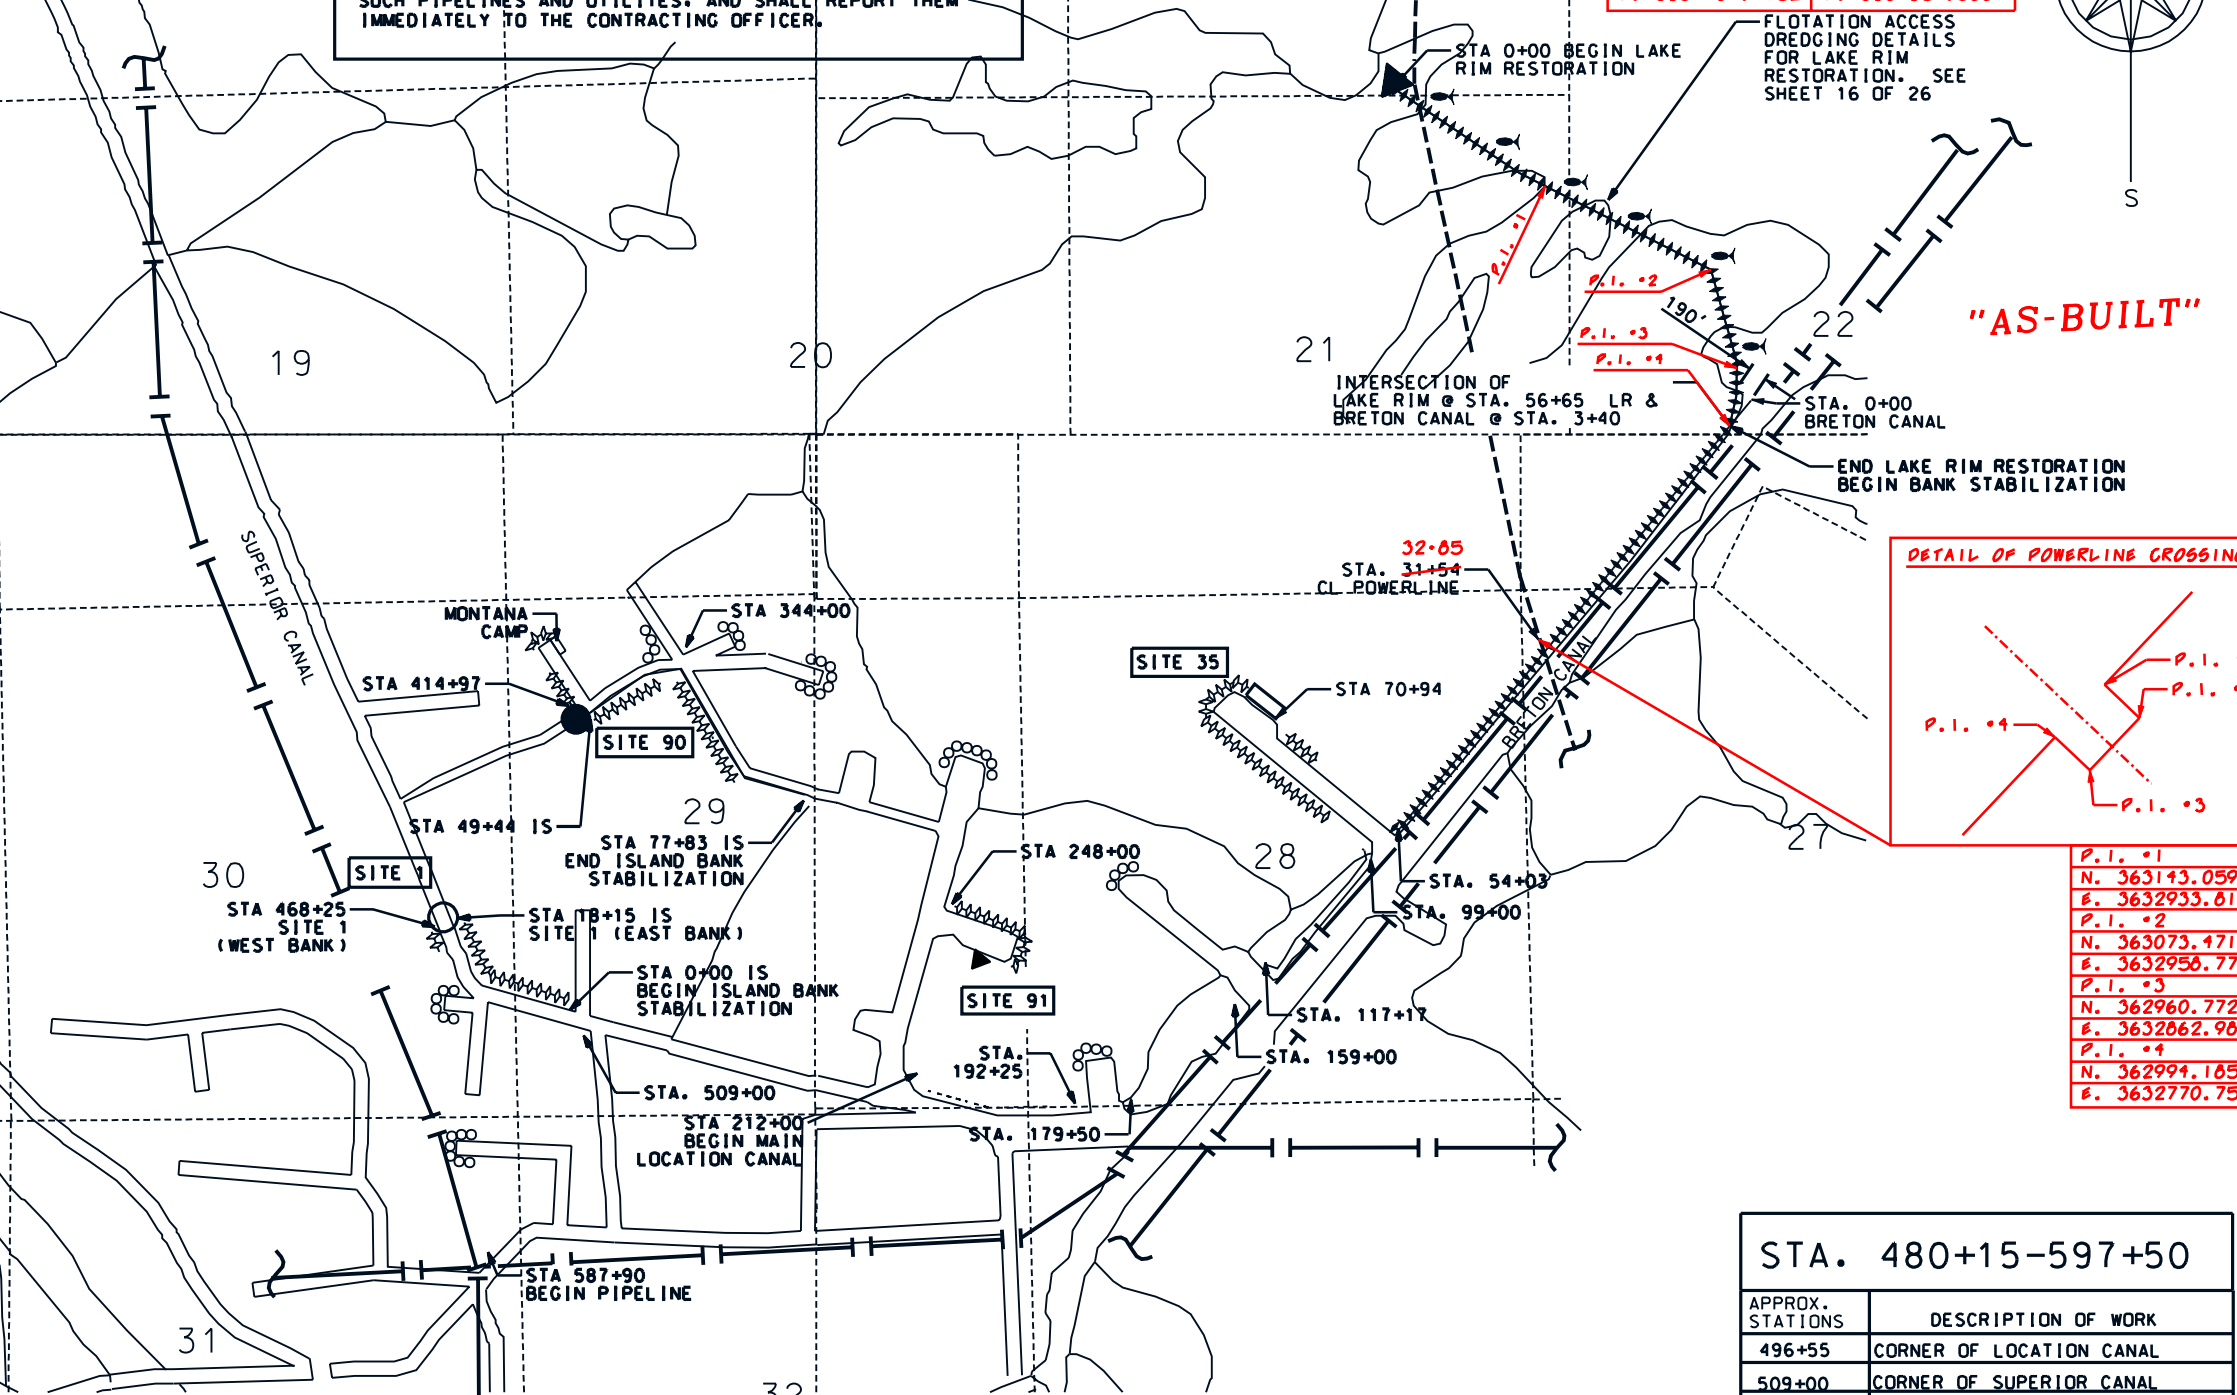 SUCH PIPELINES AND UTILITIES. AND SHALL REPORT THEM
IMMEDIATELY TO THE CONTRACTING OFFICER.
STA 0+00 BEGIN LAKE
RIM RESTORATION
FLOTATION ACCESS
DREDGING DETAILS
FOR LAKE RIM
RESTORATION. SEE
SHEET 16 OF 26
S
P.I. #1
P.I. #2
190'
P.I. #3
P.I. #4
22
"AS-BUILT"
19
20
21
INTERSECTION OF
LAKE RIM @ STA. 56+65 LR &
BRETON CANAL @ STA. 3+40
STA. 0+00
BRETON CANAL
END LAKE RIM RESTORATION
BEGIN BANK STABILIZATION
SUPERIOR CANAL
32+85
STA. 31+54
CL POWERLINE
DETAIL OF POWERLINE CROSSING
P.I.
P.I.
P.I. #4
P.I. #3
MONTANA
CAMP
STA 344+00
STA 414+97
SITE 90
SITE 35
STA 70+94
BRETON CANAL
STA 49+44 IS
29
STA 77+83 IS
END ISLAND BANK
STABILIZATION
STA 248+00
28
27
30
SITE 1
STA 468+25
SITE 1
(WEST BANK)
STA 18+15 IS
SITE 1 (EAST BANK)
STA. 54+03
STA. 99+00
STA 0+00 IS
BEGIN ISLAND BANK
STABILIZATION
SITE 91
STA. 117+17
STA. 159+00
STA.
192+25
STA. 509+00
STA 212+00
BEGIN MAIN
LOCATION CANAL
STA. 179+50
P.I. #1
N. 363143.059
E. 3632933.81
P.I. #2
N. 363073.471
E. 3632958.77
P.I. #3
N. 362960.772
E. 3632862.98
P.I. #4
N. 362994.185
E. 3632770.75
STA 587+90
BEGIN PIPELINE
31
32
STA. 480+15-597+50
APPROX.
STATIONS
DESCRIPTION OF WORK
496+55 CORNER OF LOCATION CANAL
509+00 CORNER OF SUPERIOR CANAL